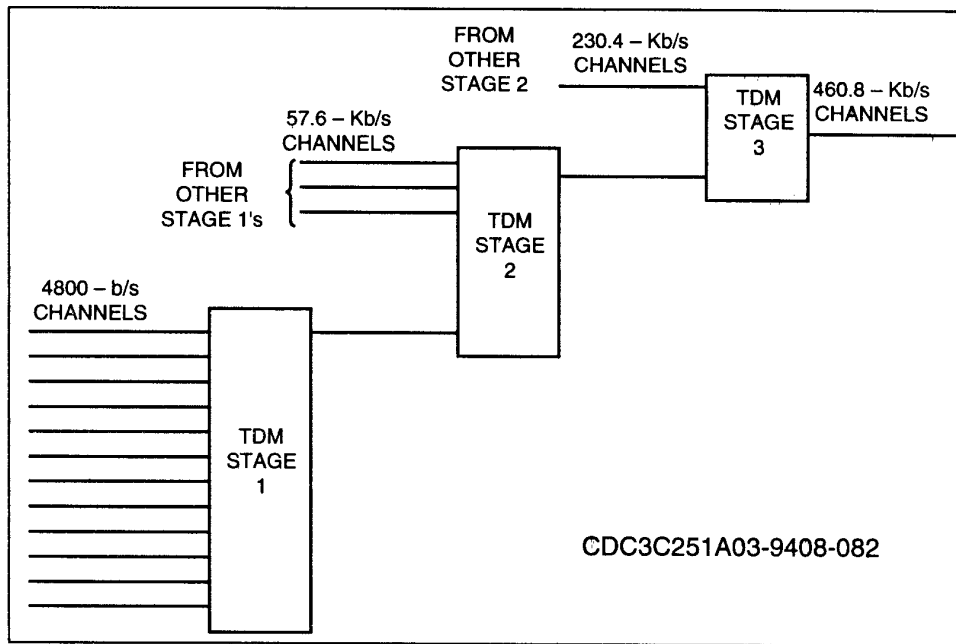 FROM
OTHER
STAGE 2
230.4 – Kb/s
CHANNELS
TDM
STAGE
3
460.8 – Kb/s
CHANNELS
57.6 – Kb/s
CHANNELS
FROM
OTHER
STAGE 1's
TDM
STAGE
2
4800 – b/s
CHANNELS
TDM
STAGE
1
CDC3C251A03-9408-082